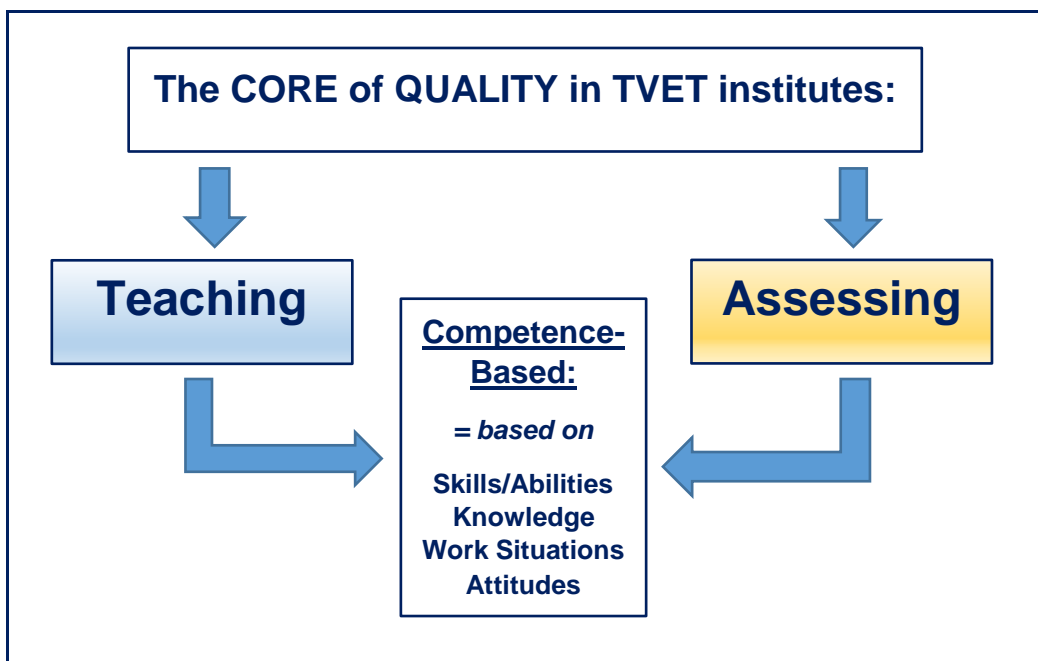 The CORE of QUALITY in TVET institutes:
Teaching
Assessing
Competence-
Based:
= based on
Skills/Abilities
Knowledge
Work Situations
Attitudes